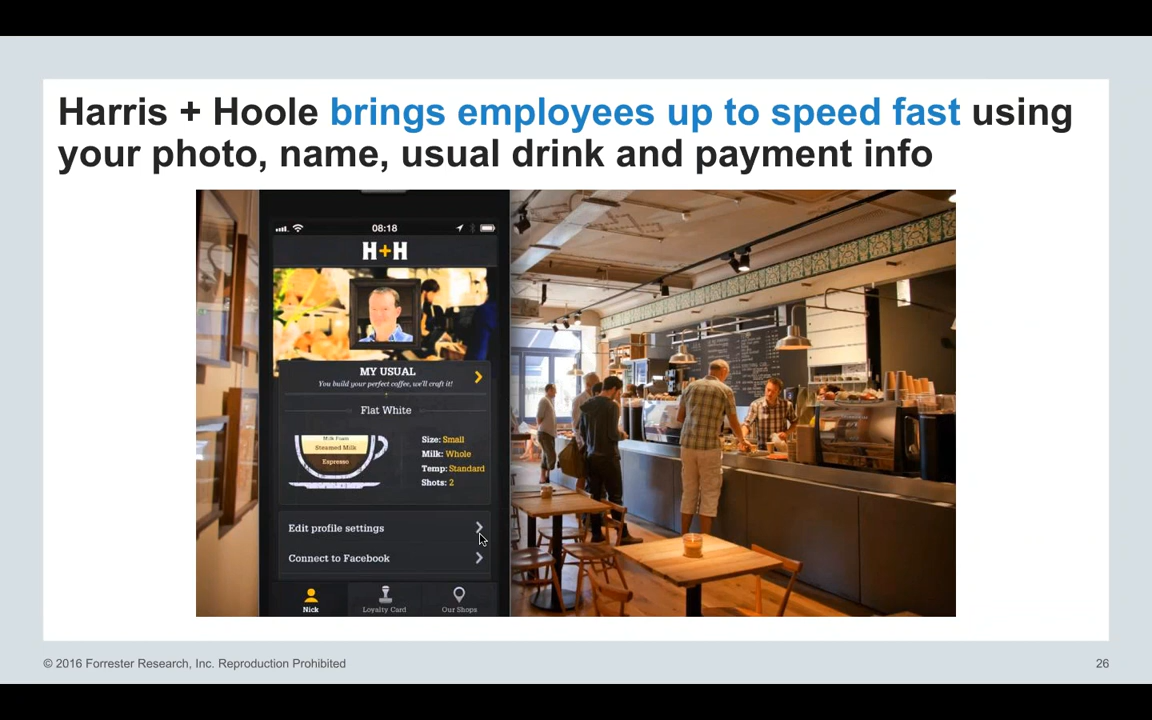 Harris + Hoole brings employees up to speed fast using
your photo, name, usual drink and payment info
08:18
H+H
MY USUAL
You build your perfect coffee, we'll craft it!
Flat White
Milk Foam
Steamed Milk
Espresso
Size: Small
Milk: Whole
Temp: Standard
Shots: 2
Edit profile settings
Connect to Facebook
Nick
Loyalty Card
Our Shops
© 2016 Forrester Research, Inc. Reproduction Prohibited
26